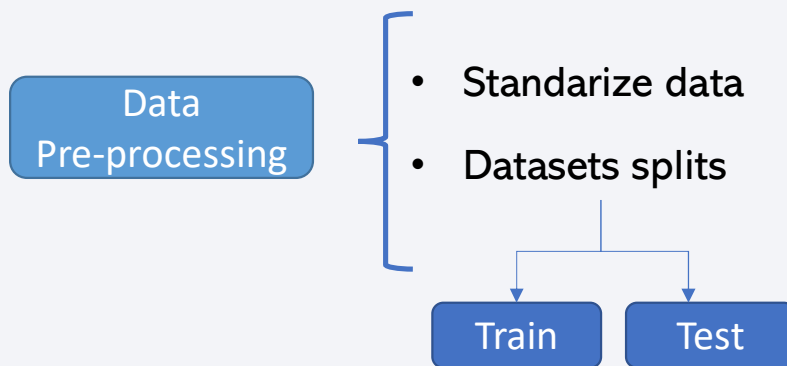 Data
Pre-processing
• Standarize data
• Datasets splits
Train
Test